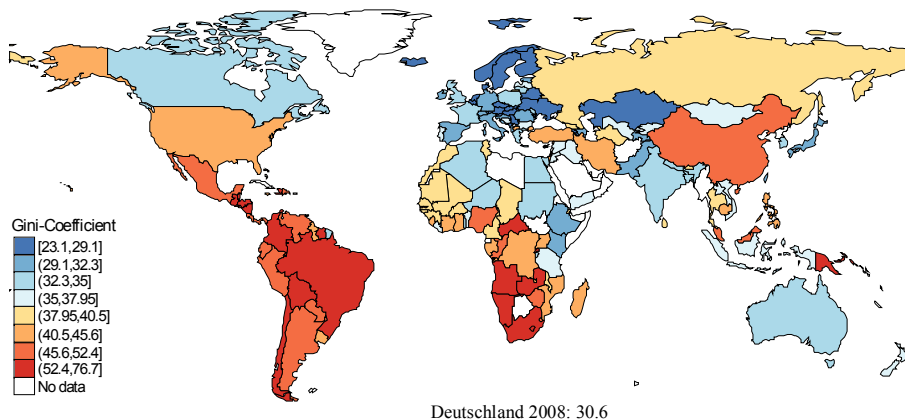 Gini-Coefficient
[23.1,29.1]
(29.1,32.3]
(32.3,35]
(35,37.95]
(37.95,40.5]
(40.5,45.6]
(45.6,52.4]
(52.4,76.7]
No data
Deutschland 2008: 30.6